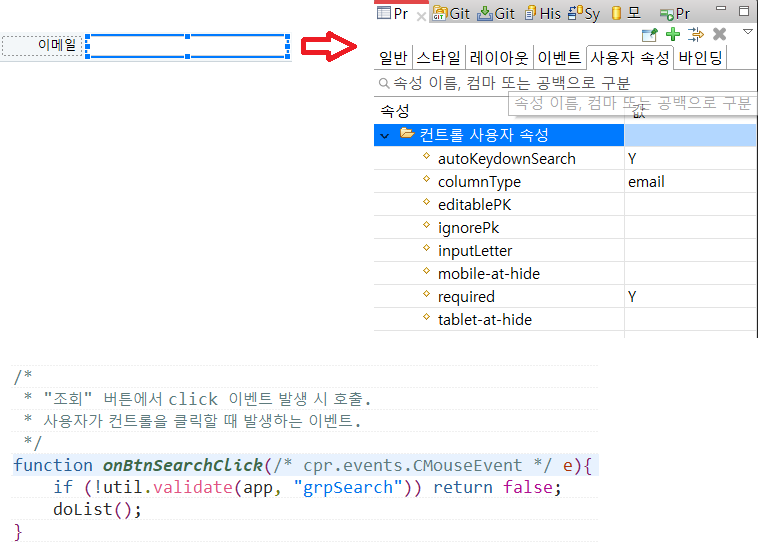 이메일
Pr
Git
Git
His
Sy
모
Pr
일반 스타일 레이아웃 이벤트 사용자 속성 바인딩
속성 이름, 컴마 또는 공백으로 구분
속성 이름, 컴마 또는 공백으로 구분
속성 값
컨트롤 사용자 속성
autoKeydownSearch Y
columnType email
editablePK
ignorePk
inputLetter
mobile-at-hide
required Y
tablet-at-hide
/*
* "조회" 버튼에서 click 이벤트 발생 시 호출.
* 사용자가 컨트롤을 클릭할 때 발생하는 이벤트.
*/
function onBtnSearchClick(/* cpr.events.CMouseEvent */ e){
if (!util.validate(app, "grpSearch")) return false;
doList();
}